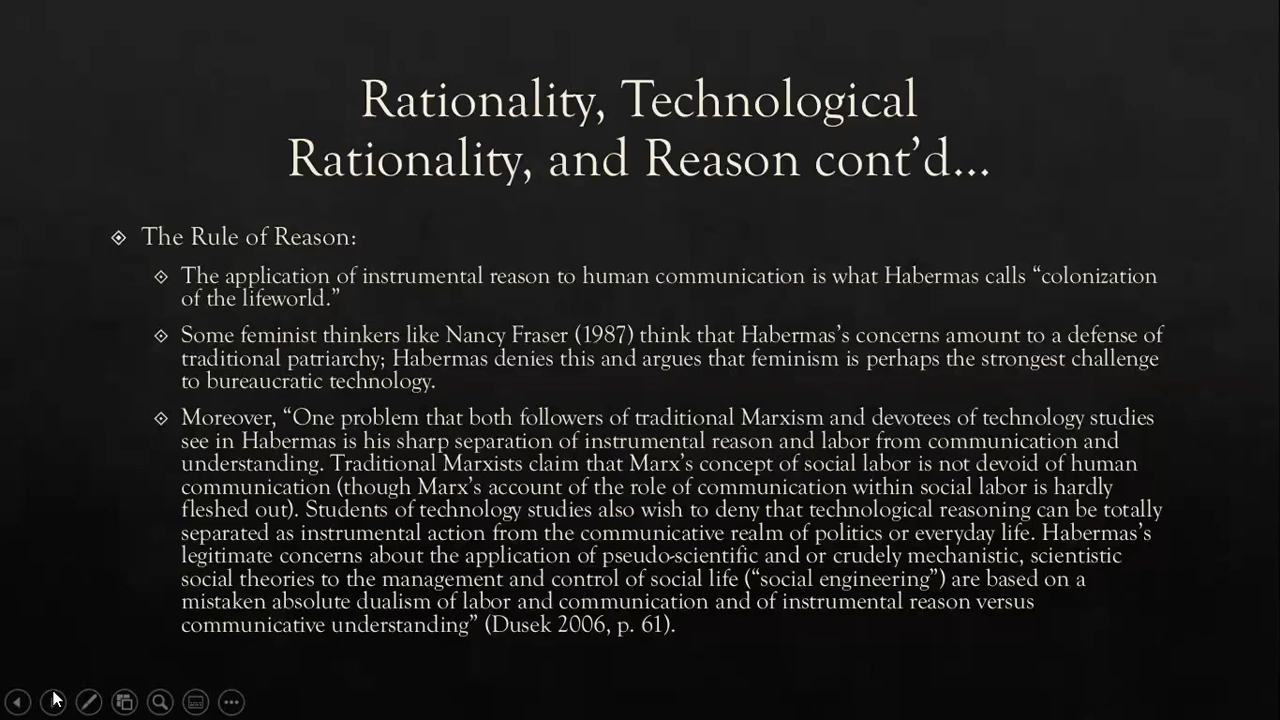 Rationality, Technological
Rationality, and Reason cont’d…
The Rule of Reason:
The application of instrumental reason to human communication is what Habermas calls “colonization
of the lifeworld.”
Some feminist thinkers like Nancy Fraser (1987) think that Habermas’s concerns amount to a defense of
traditional patriarchy; Habermas denies this and argues that feminism is perhaps the strongest challenge
to bureaucratic technology.
Moreover, “One problem that both followers of traditional Marxism and devotees of technology studies
see in Habermas is his sharp separation of instrumental reason and labor from communication and
understanding. Traditional Marxists claim that Marx’s concept of social labor is not devoid of human
communication (though Marx’s account of the role of communication within social labor is hardly
fleshed out). Students of technology studies also wish to deny that technological reasoning can be totally
separated as instrumental action from the communicative realm of politics or everyday life. Habermas’s
legitimate concerns about the application of pseudo-scientific and or crudely mechanistic, scientistic
social theories to the management and control of social life (“social engineering”) are based on a
mistaken absolute dualism of labor and communication and of instrumental reason versus
communicative understanding” (Dusek 2006, p. 61).